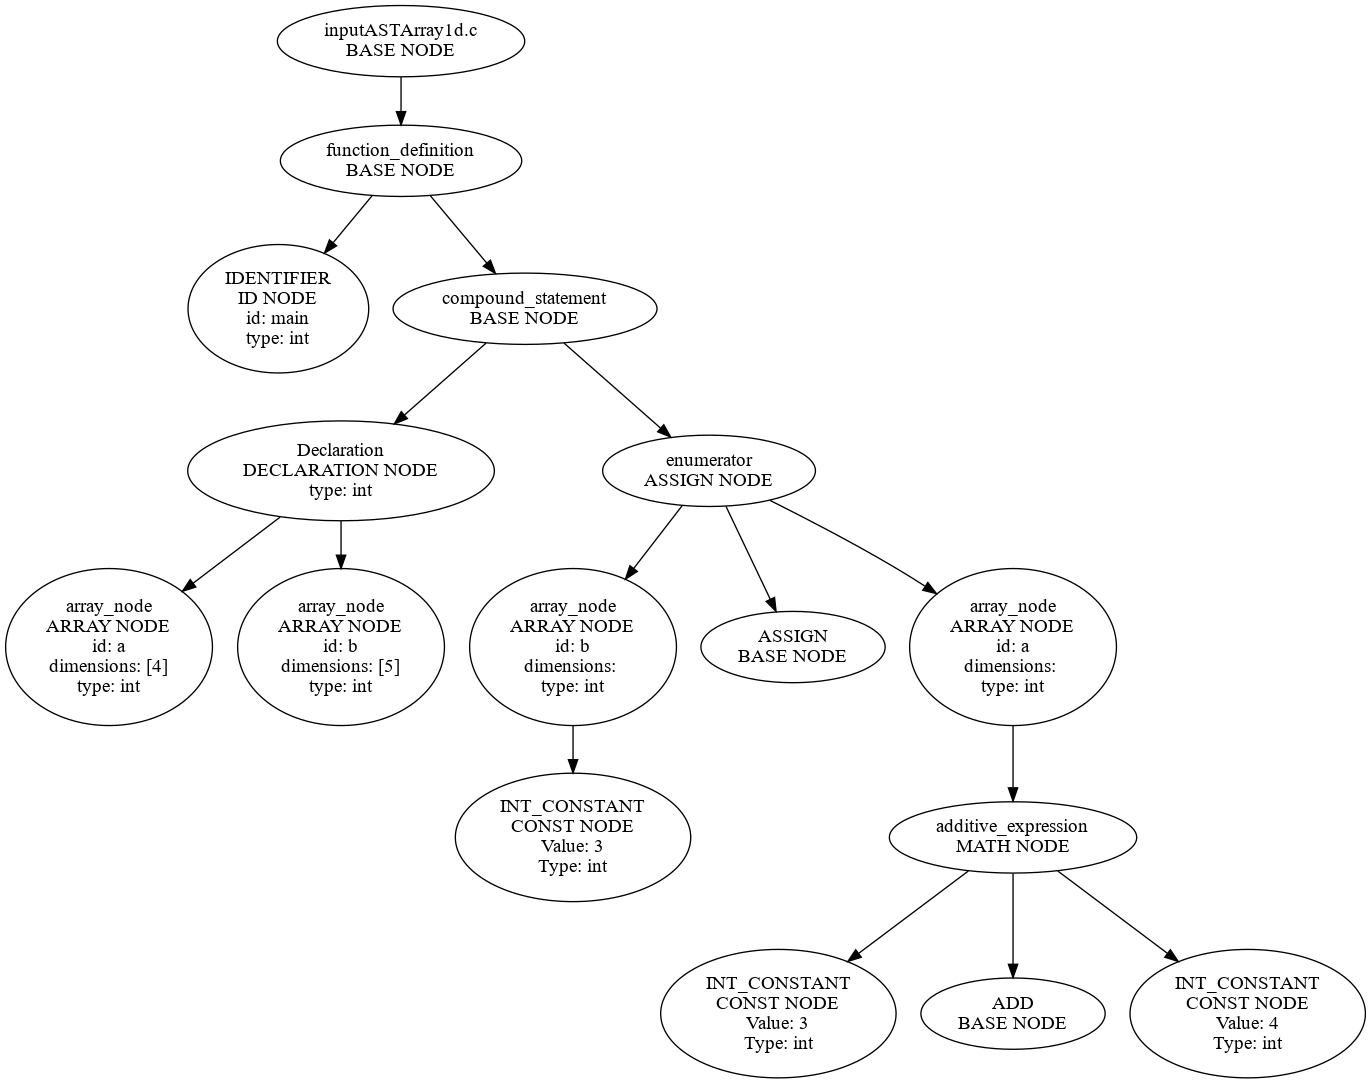 inputASTArray1d.c
BASE NODE
function_definition
BASE NODE
IDENTIFIER
ID NODE
id: main
type: int
compound_statement
BASE NODE
Declaration
DECLARATION NODE
type: int
enumerator
ASSIGN NODE
array_node
ARRAY NODE
id: a
dimensions: [4]
type: int
array_node
ARRAY NODE
id: b
dimensions: [5]
type: int
array_node
ARRAY NODE
id: b
dimensions:
type: int
ASSIGN
BASE NODE
array_node
ARRAY NODE
id: a
dimensions:
type: int
INT_CONSTANT
CONST NODE
Value: 3
Type: int
additive_expression
MATH NODE
INT_CONSTANT
CONST NODE
Value: 3
Type: int
ADD
BASE NODE
INT_CONSTANT
CONST NODE
Value: 4
Type: int